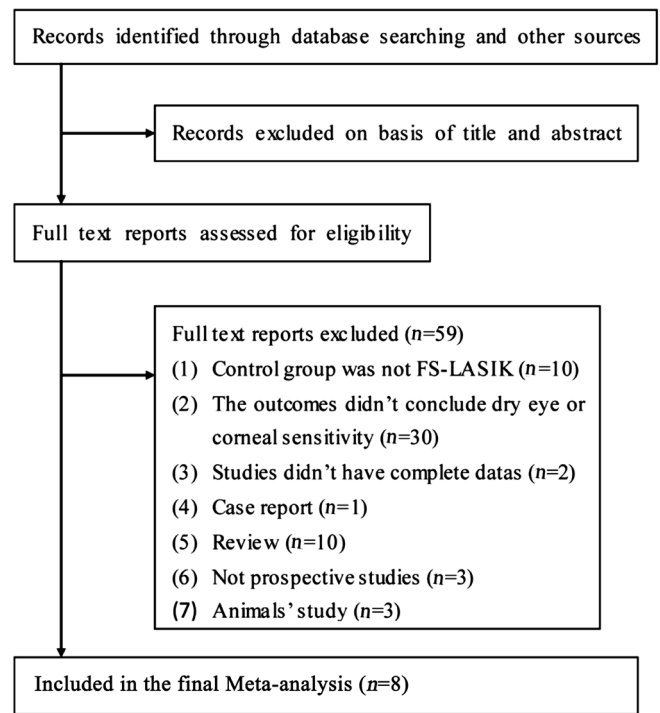 Records identified through database searching and other sources
Records excluded on basis of title and abstract
Full text reports assessed for eligibility
Full text reports excluded (n=59)
(1) Control group was not FS-LASIK (n=10)
(2) The outcomes didn’t conclude dry eye or
corneal sensitivity (n=30)
(3) Studies didn’t have complete datas (n=2)
(4) Case report (n=1)
(5) Review (n=10)
(6) Not prospective studies (n=3)
(7) Animals’ study (n=3)
Included in the final Meta-analysis (n=8)